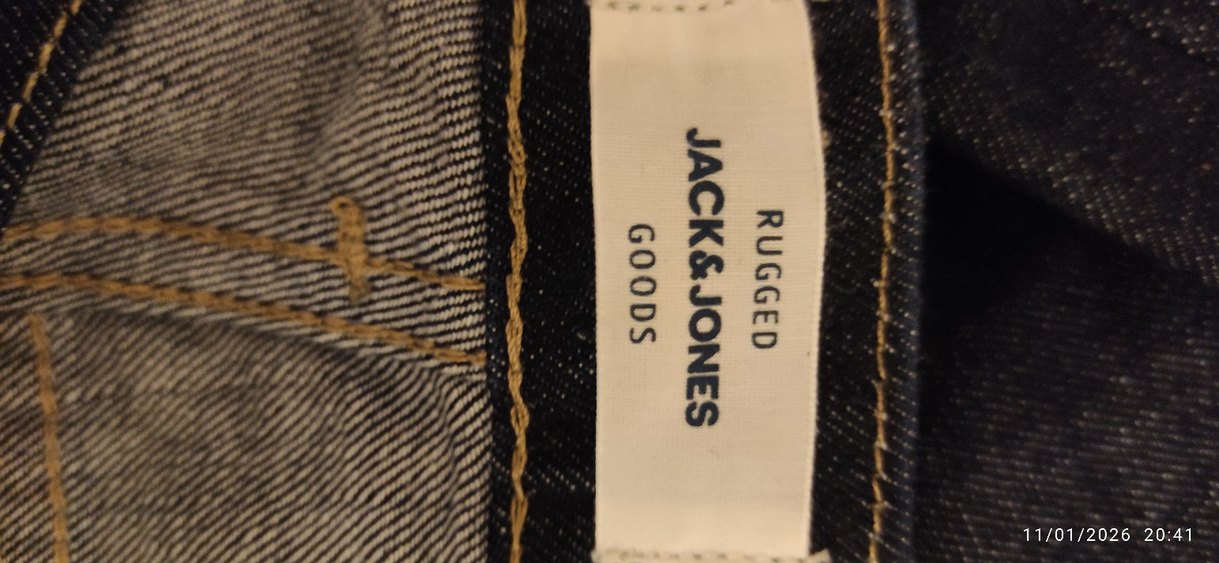 RUGGED
JACK&JONES
GOODS
11/01/2026 20:41